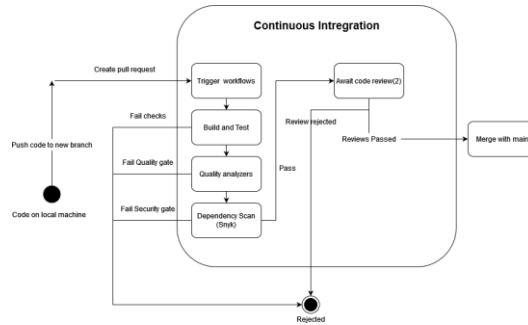 Continuous Intregration
Create pull request
Trigger workflows
Await code review(2)
Fail checks
Build and Test
Review rejected
Push code to new branch
Reviews Passed
Merge with main
Fail Quality gate
Quality analyzers
Pass
Code on local machine
Fail Security gate
Dependency Scan
(Snyk)
Rejected